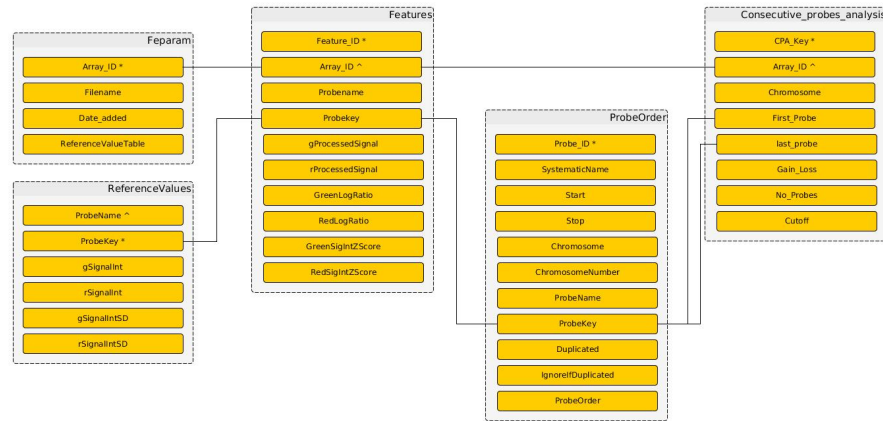 Feparam
Array_ID *
Filename
Date_added
ReferenceValueTable
ReferenceValues
ProbeName ^
ProbeKey *
gSignalInt
rSignalInt
gSignalIntSD
rSignalIntSD
Features
Feature_ID *
Array_ID ^
Probename
Probekey
gProcessedSignal
rProcessedSignal
GreenLogRatio
RedLogRatio
GreenSigIntZScore
RedSigIntZScore
ProbeOrder
Probe_ID *
SystematicName
Start
Stop
Chromosome
ChromosomeNumber
ProbeName
ProbeKey
Duplicated
IgnoreIfDuplicated
ProbeOrder
Consecutive_probes_analysis
CPA_Key *
Array_ID ^
Chromosome
First_Probe
last_probe
Gain_Loss
No_Probes
Cutoff